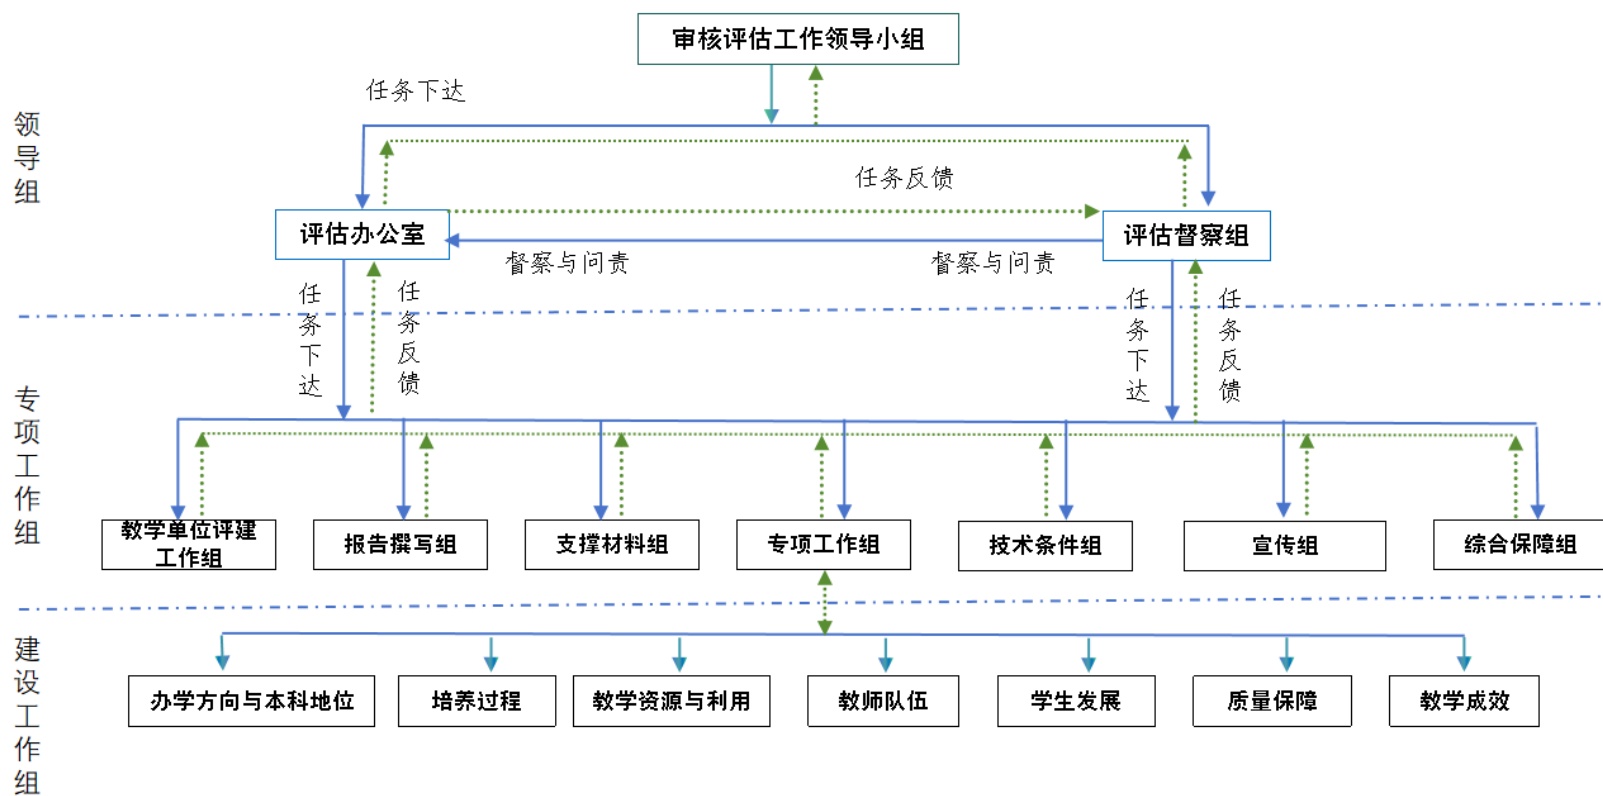 审核评估工作领导小组
任务下达
领导组
任务反馈
评估办公室
评估督察组
督察与问责
督察与问责
任务下达
任务反馈
任务下达
任务反馈
专项工作组
教学单位评建
工作组
报告撰写组
支撑材料组
专项工作组
技术条件组
宣传组
综合保障组
建设工作组
办学方向与本科地位
培养过程
教学资源与利用
教师队伍
学生发展
质量保障
教学成效